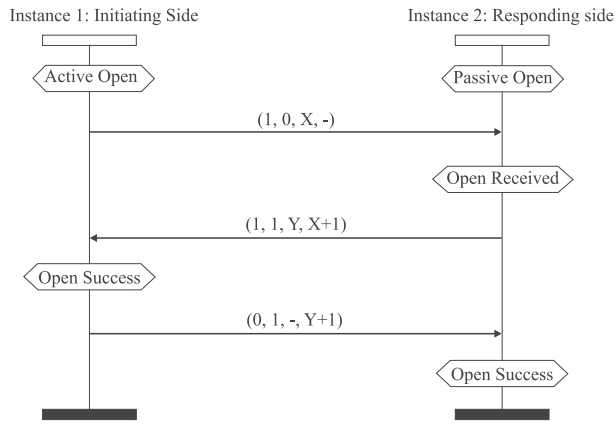 Instance 1: Initiating Side
Instance 2: Responding side
Active Open
Passive Open
(1, 0, X, -)
Open Received
(1, 1, Y, X+1)
Open Success
(0, 1, -, Y+1)
Open Success